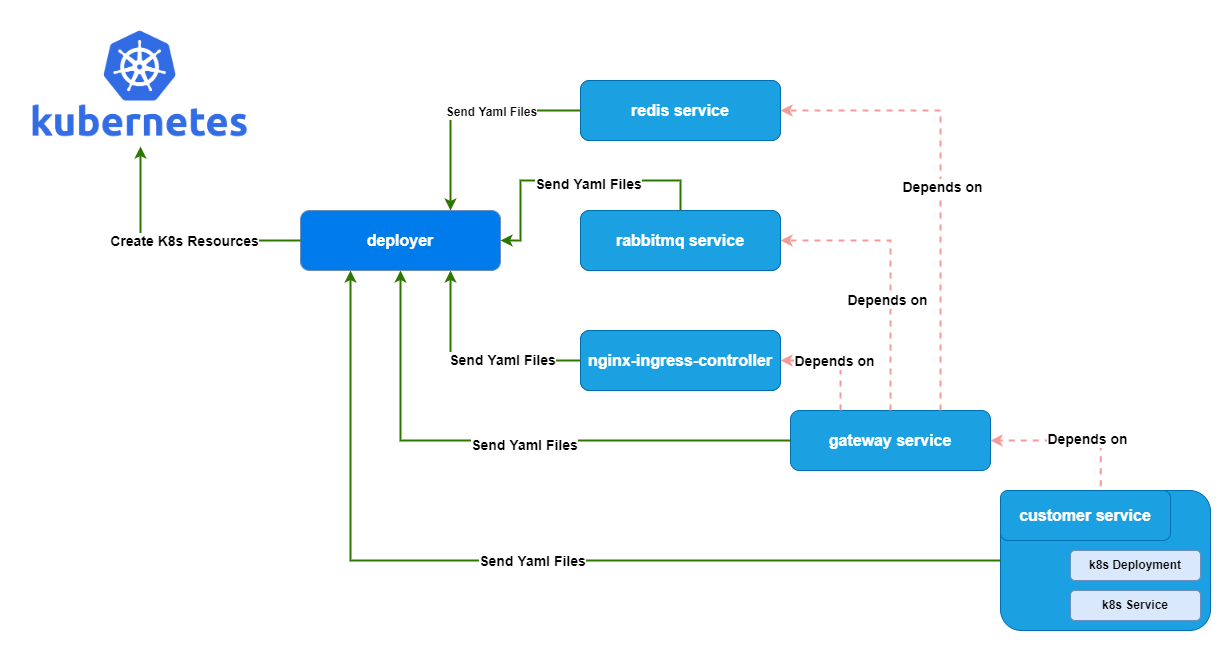 kubernetes
Send Yaml Files
redis service
Depends on
Send Yaml Files
Create K8s Resources
deployer
rabbitmq service
Depends on
Send Yaml Files
nginx-ingress-controller
Depends on
Send Yaml Files
gateway service
Depends on
customer service
Send Yaml Files
k8s Deployment
k8s Service